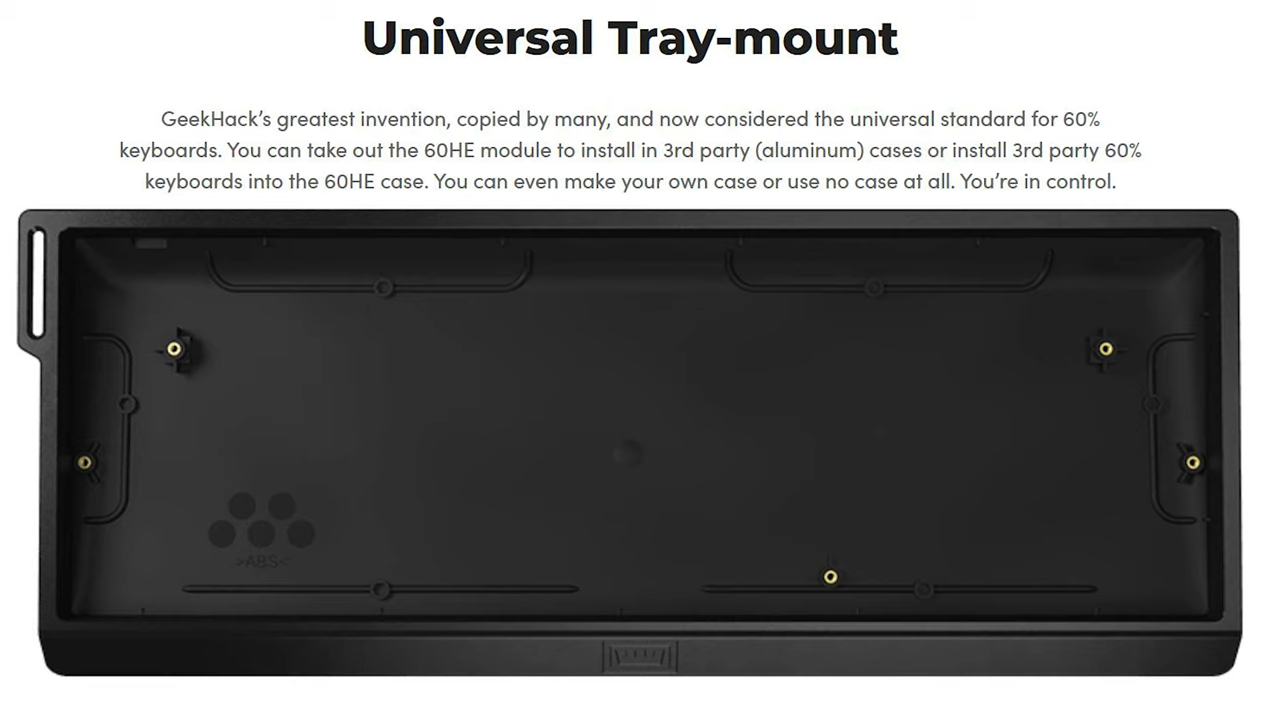 Universal Tray-mount
GeekHack’s greatest invention, copied by many, and now considered the universal standard for 60%
keyboards. You can take out the 60HE module to install in 3rd party (aluminum) cases or install 3rd party 60%
keyboards into the 60HE case. You can even make your own case or use no case at all. You’re in control.
>ABS<